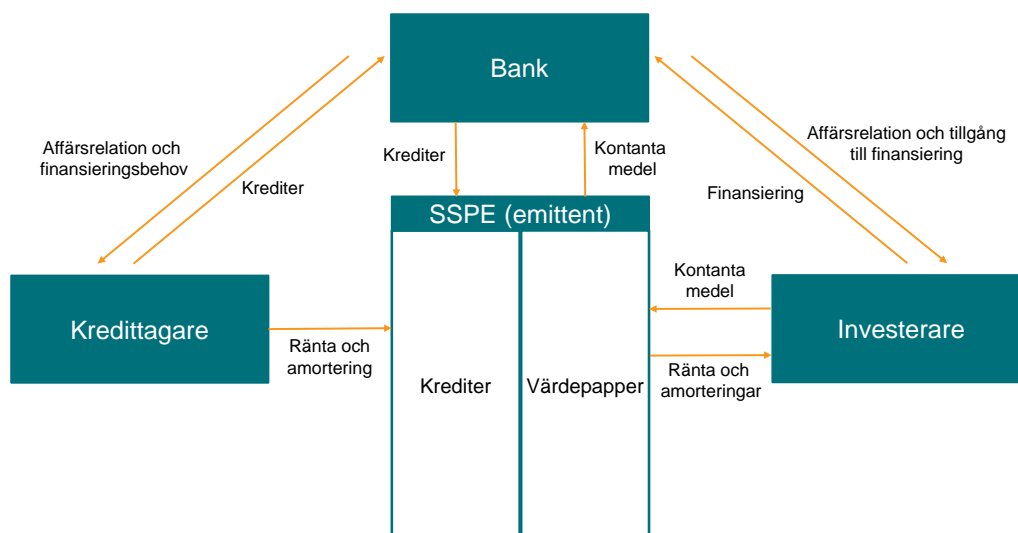 Bank
Affärsrelation och
finansieringsbehov
Krediter
Krediter
Kontanta
medel
Affärsrelation och tillgång
till finansiering
Finansiering
SSPE (emittent)
Kredittagare
Ränta och
amortering
Krediter
Värdepapper
Kontanta
medel
Ränta och
amorteringar
Investerare